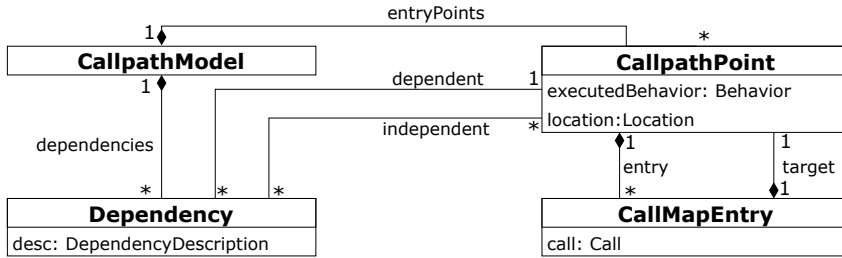 entryPoints
1
*
CallpathModel
CallpathPoint
1
dependent
1
executedBehavior: Behavior
location:Location
independent
*
dependencies
1
1
entry
target
*
*
*
*
1
Dependency
CallMapEntry
desc: DependencyDescription
call: Call